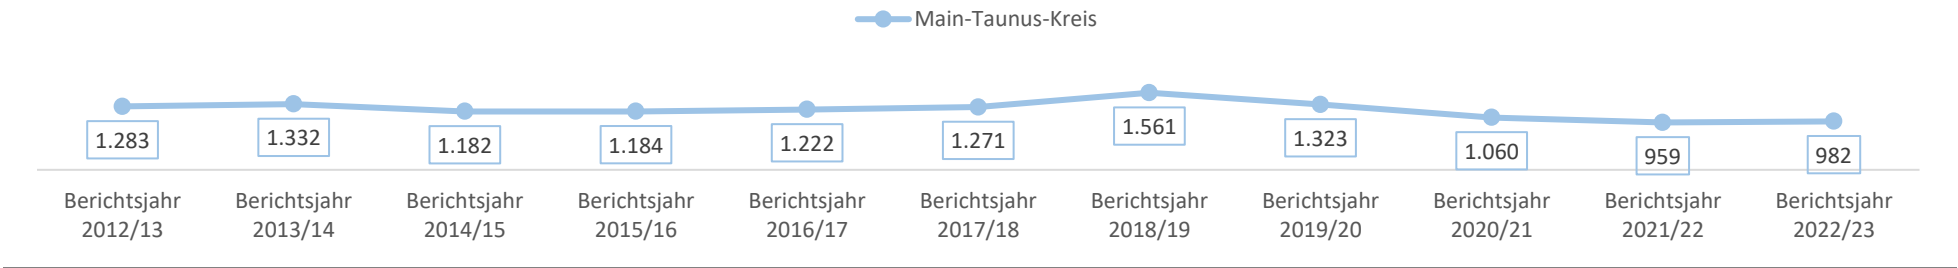 Main-Taunus-Kreis
1.283
1.332
1.182
1.184
1.222
1.271
1.561
1.323
1.060
959
982
Berichtsjahr 2012/13
Berichtsjahr 2013/14
Berichtsjahr 2014/15
Berichtsjahr 2015/16
Berichtsjahr 2016/17
Berichtsjahr 2017/18
Berichtsjahr 2018/19
Berichtsjahr 2019/20
Berichtsjahr 2020/21
Berichtsjahr 2021/22
Berichtsjahr 2022/23